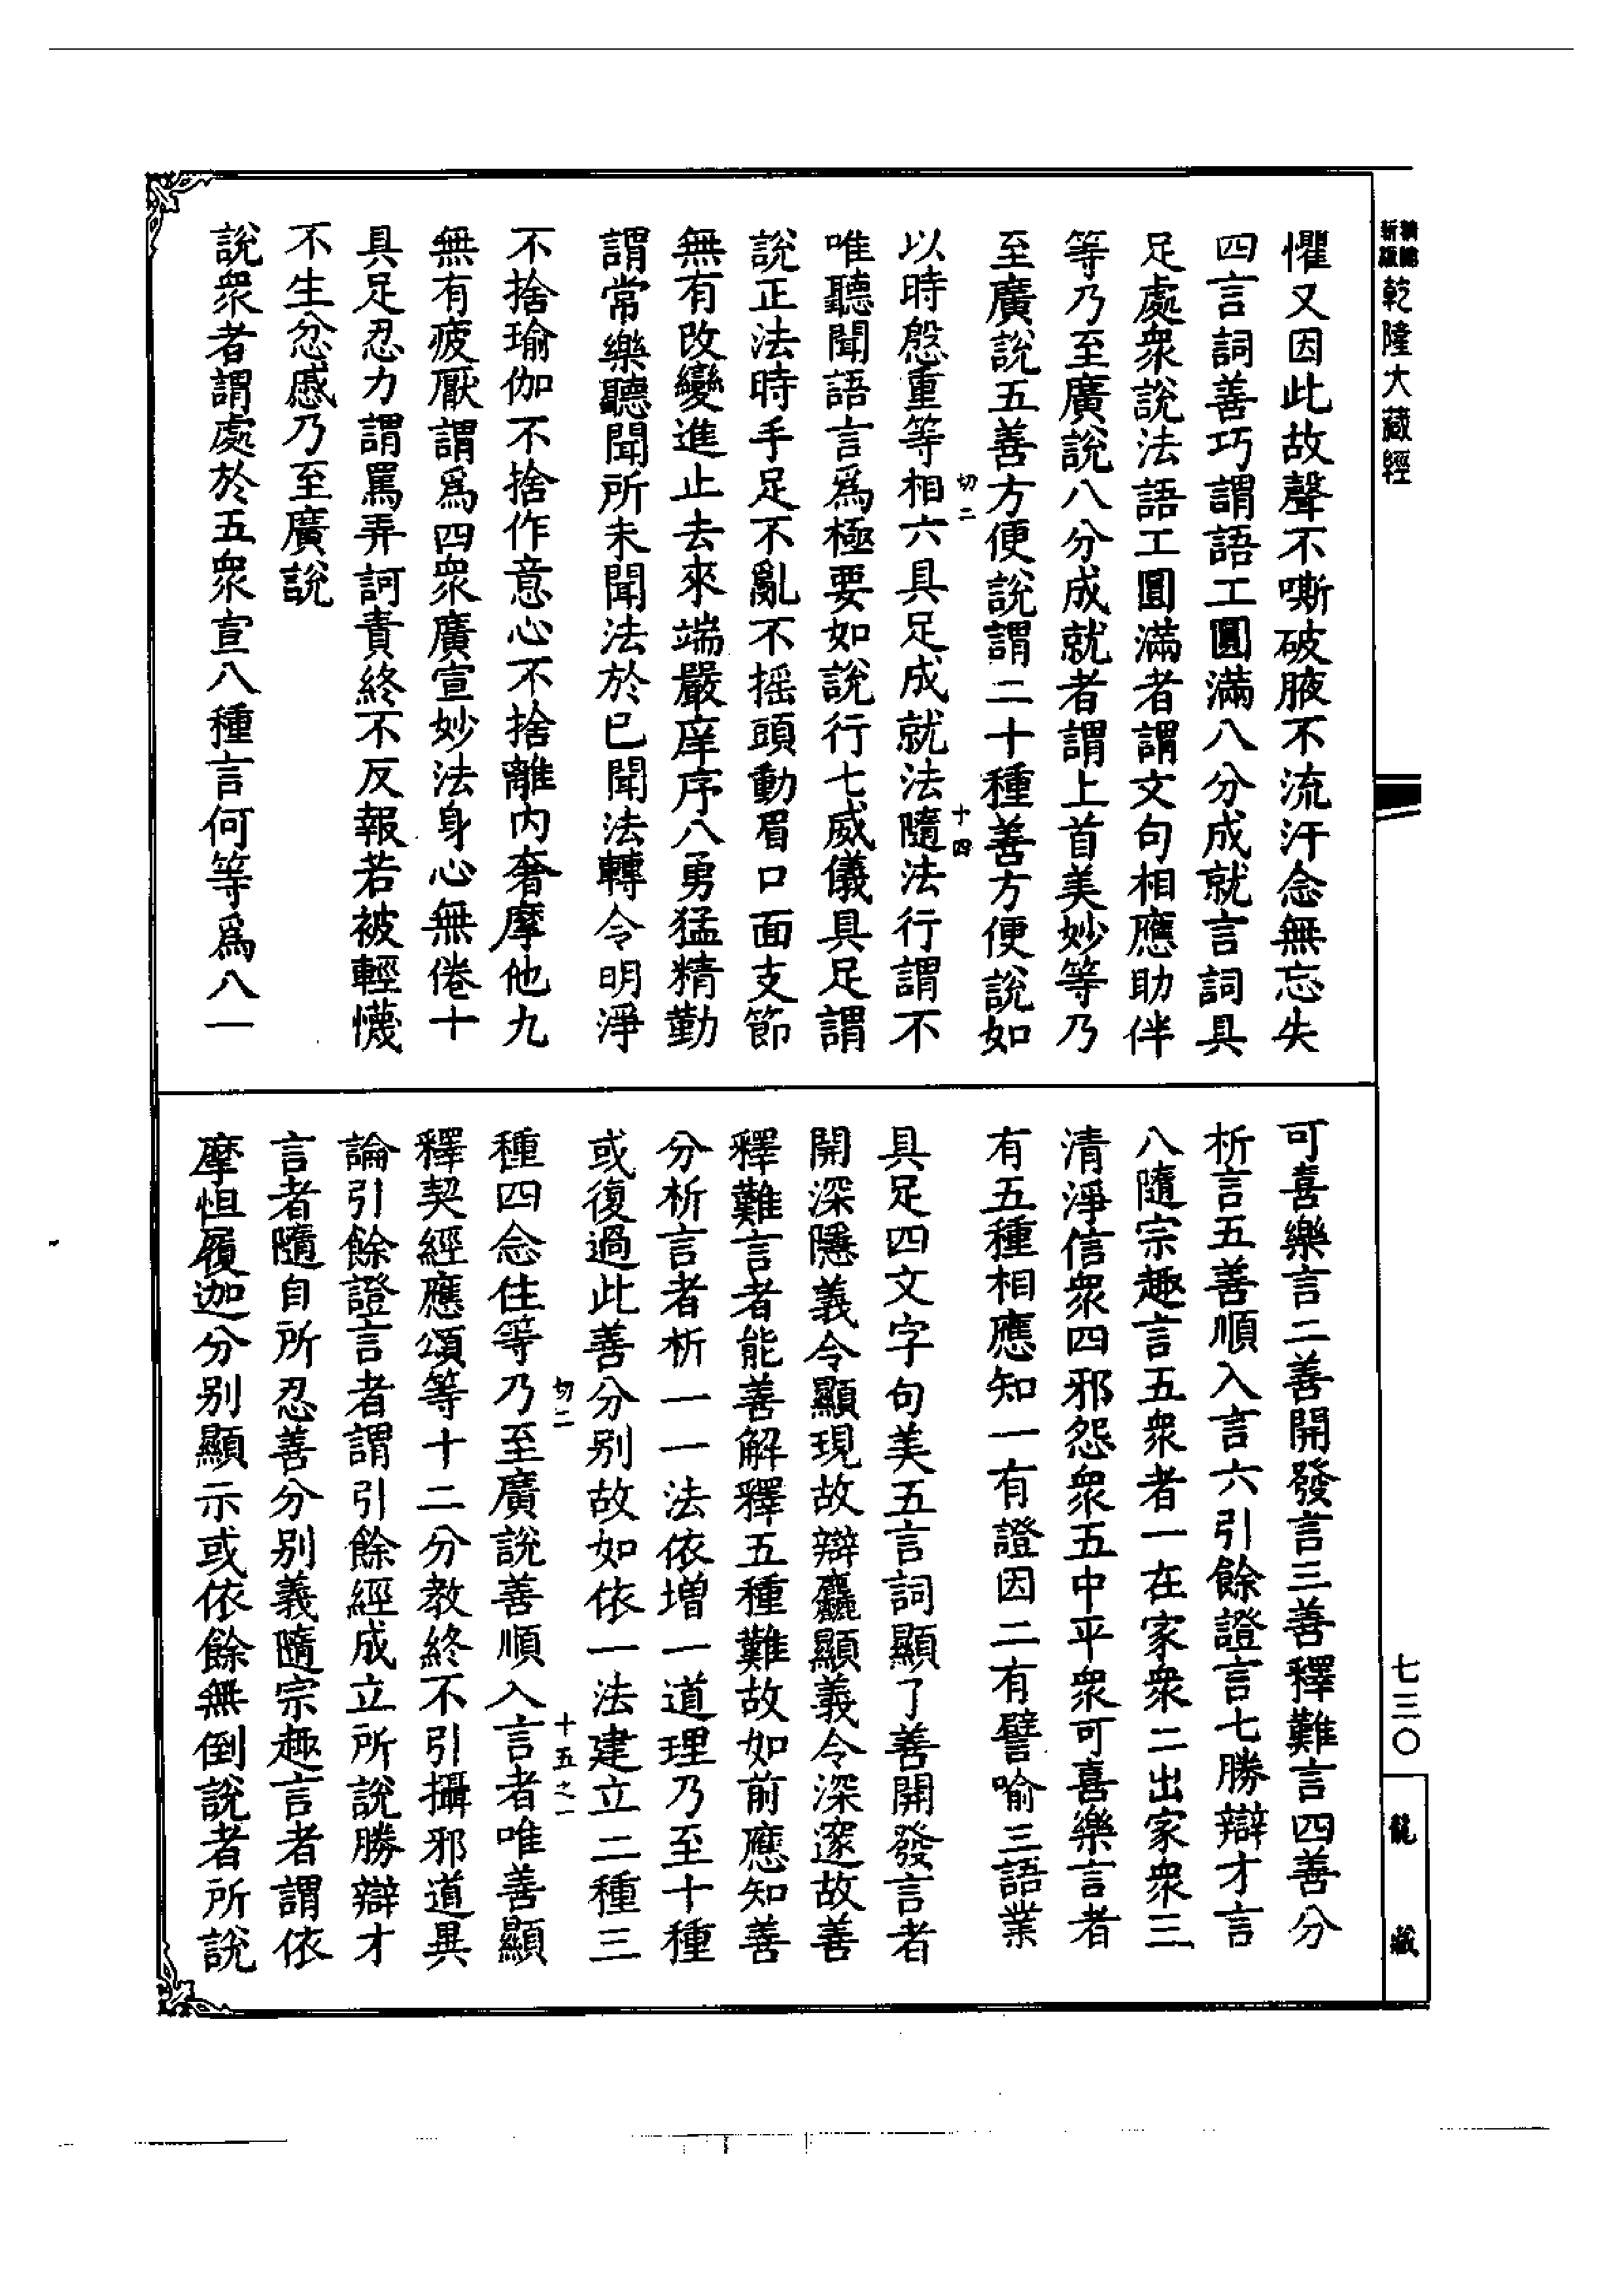 乾隆大藏經
懼又因此故聲不嘶破腋不流汗念無忘失
四言詞善巧謂語工圓滿八分成就言詞具
足處衆說法語工圓滿者謂文句相應助伴
等乃至廣說八分成就者謂上首美妙等乃
至廣說五善方便說謂二十種善方便說如
切二
十四
以時慇重等相六具足成就法隨法行謂不
唯聽聞語言爲極要如說行七威儀具足謂
說正法時手足不亂不摇頭動眉口面支節
無有改變進止去來端嚴庠序八勇猛精勤
謂常樂聽聞所未聞法於已聞法轉令明淨
不捨瑜伽不捨作意心不捨離内奢摩他九
無有疲厭謂爲四衆廣宣妙法身心無倦十
具足忍力謂罵弄訶責終不反報若被輕懱
不生忿慼乃至廣說
說衆者謂處於五衆宣八種言何等爲八一
可喜樂言二善開發言三善釋難言四善分
析言五善順入言六引餘證言七勝辯才言
八隨宗趣言五衆者一在家衆二出家衆三
清淨信衆四邪怨衆五中平衆可喜樂言者
有五種相應知一有證因二有譬喻三語業
具足四文字句美五言詞顯了善開發言者
開深隱義令顯現故辯麤顯義令深邃故善
釋難言者能善解釋五種難故如前應知善
分析言者析一一法依增一道理乃至十種
或復過此善分别故如依一法建立二種三
切二
十五之一
種四念住等乃至廣說善順入言者唯善顯
釋契經應頌等十二分教終不引攝邪道異
論引餘證言者謂引餘經成立所說勝辯才
言者隨自所忍善分别義隨宗趣言者謂依
摩怛履迦分别顯示或依餘無倒說者所說
七三〇
龍藏